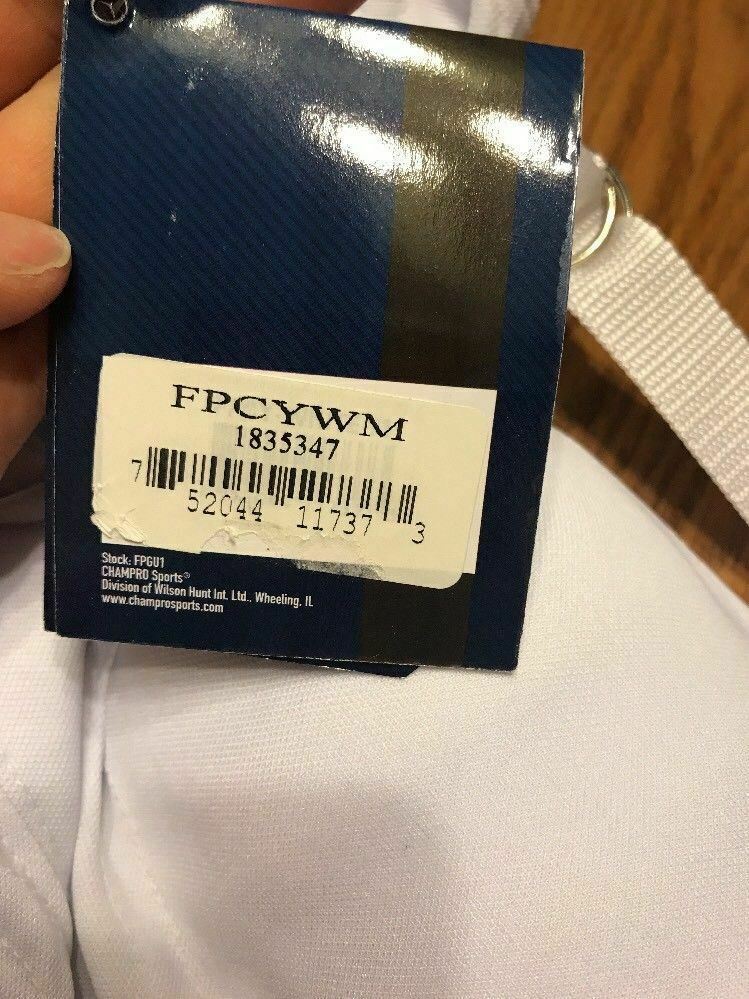 FPCYWM
1835347
7 52044 11737 3
Stock: FPGU1
CHAMPRO Sports®
Division of Wilson Hunt Int. Ltd., Wheeling, IL
www.champrosports.com